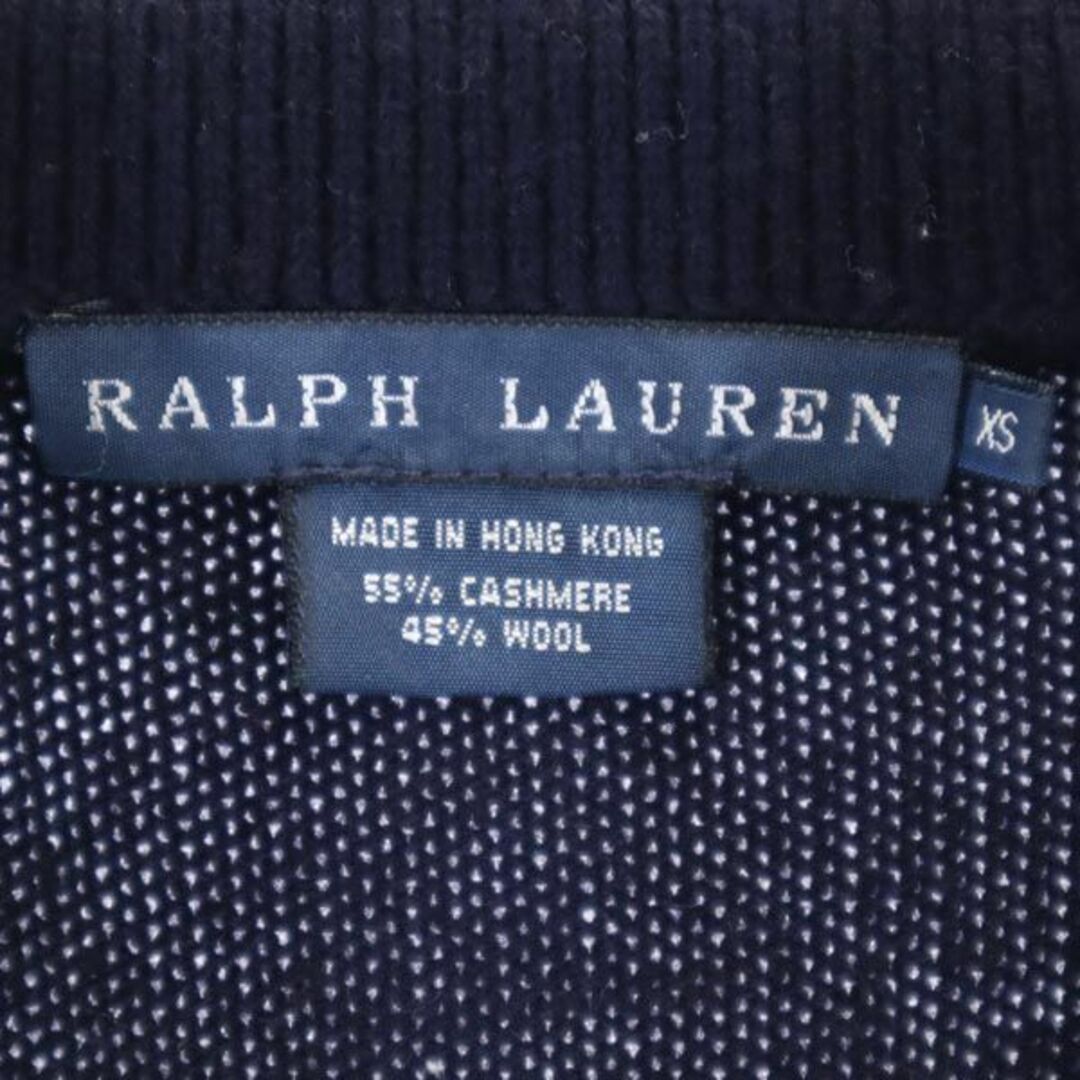 RALPH LAUREN
XS
MADE IN HONG KONG
55% CASHMERE
45% WOOL